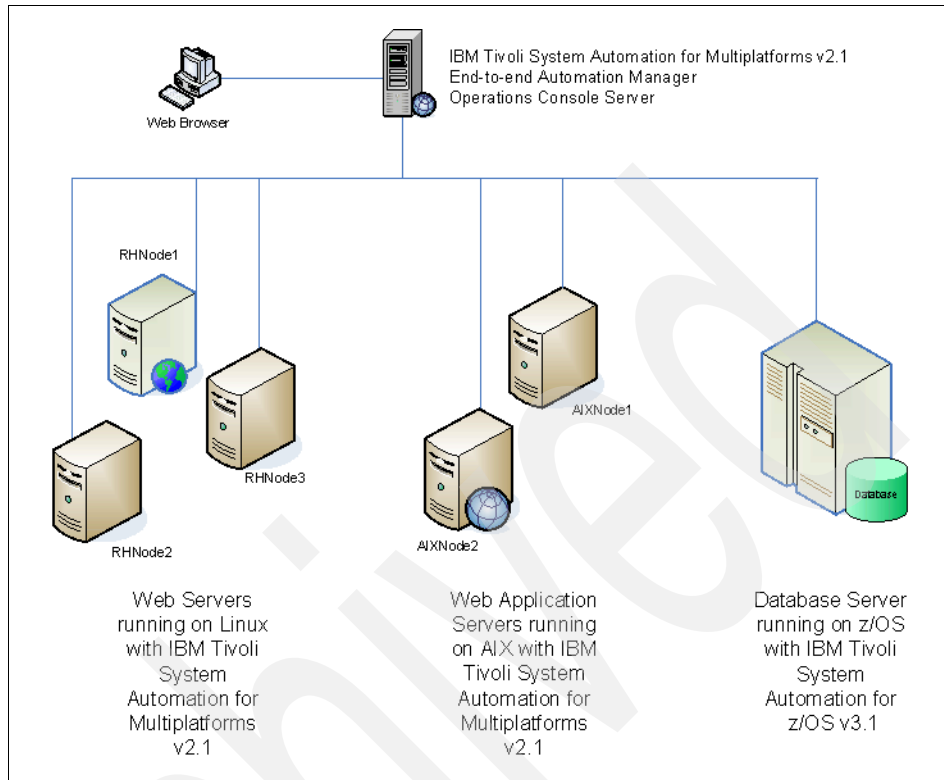 IBM Tivoli System Automation for Multiplatforms v2.1
End-to-end Automation Manager
Operations Console Server
Web Browser
RHNode1
RHNode3
RHNode2
AIXNode1
AIXNode2
Database
Web Servers
running on Linux
with IBM Tivoli
System
Automation for
Multiplatforms
v2.1
Web Application
Servers running
on AIX with IBM
Tivoli System
Automation for
Multiplatforms
v2.1
Database Server
running on z/OS
with IBM Tivoli
System
Automation for
z/OS v3.1